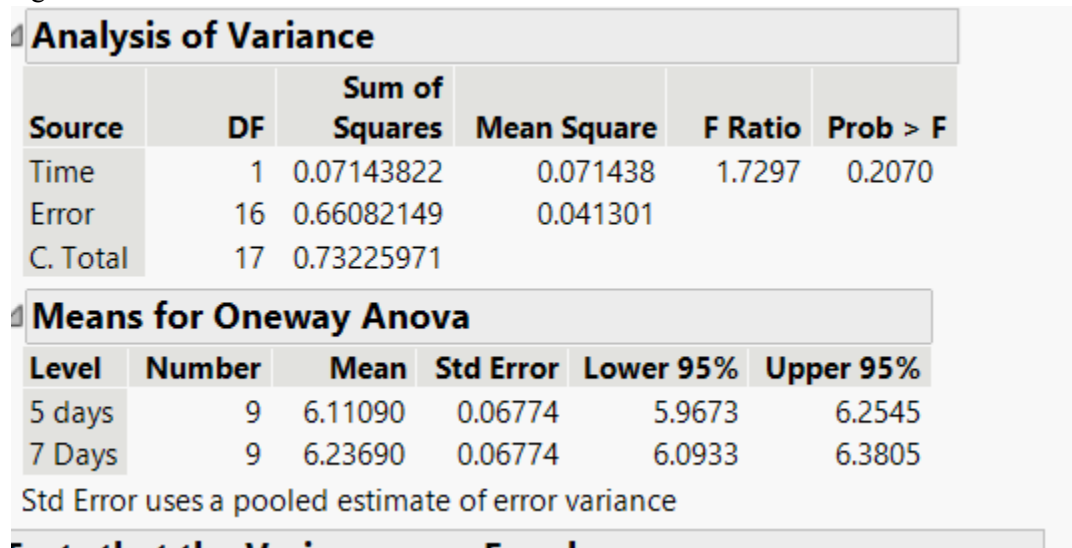 Analysis of Variance
Sum of
Source DF Squares Mean Square F Ratio Prob > F
Time 1 0.07143822 0.071438 1.7297 0.2070
Error 16 0.66082149 0.041301
C. Total 17 0.73225971
Means for Oneway Anova
Level Number Mean Std Error Lower 95% Upper 95%
5 days 9 6.11090 0.06774 5.9673 6.2545
7 Days 9 6.23690 0.06774 6.0933 6.3805
Std Error uses a pooled estimate of error variance